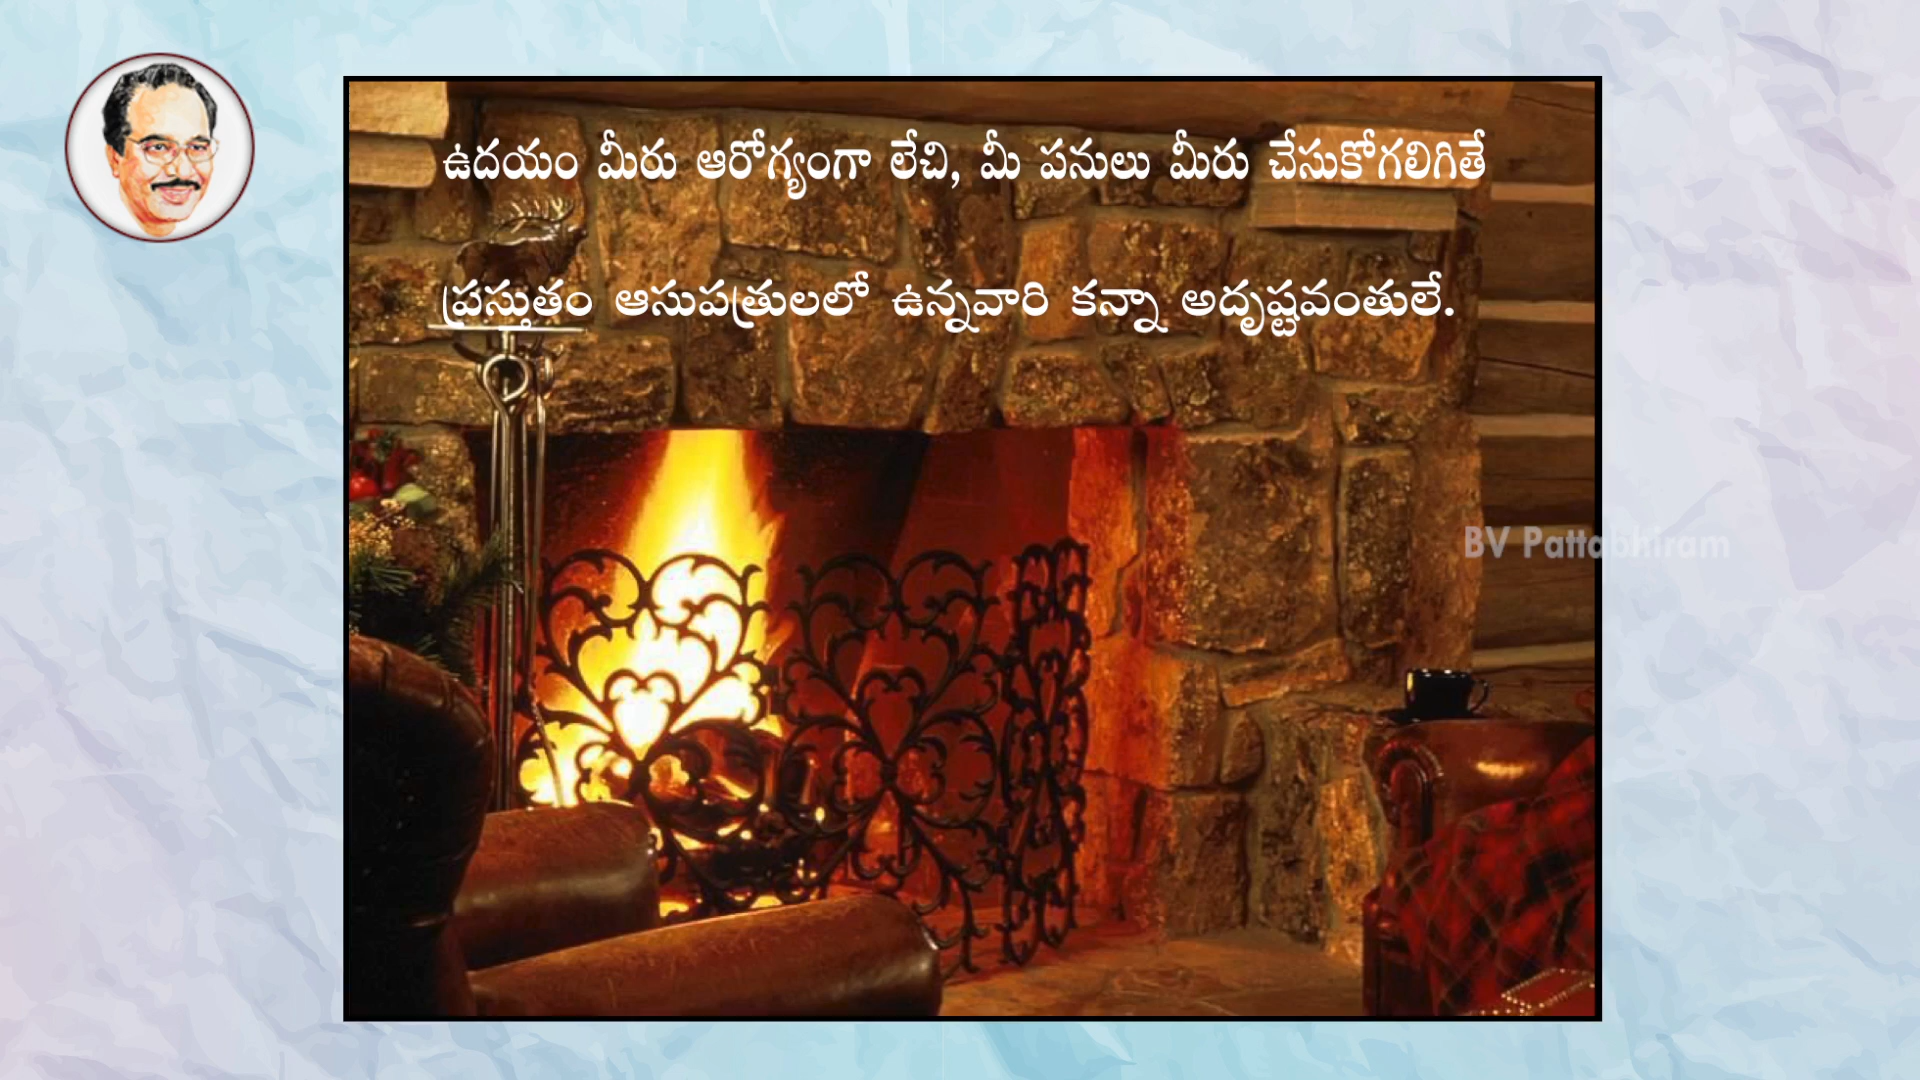 ఉదయం మీరు ఆరోగ్యంగా లేచి, మీ పనులు మీరు చేసుకోగలిగితే
ప్రస్తుతం ఆసుపత్రులలో ఉన్నవారి కన్నా అదృష్టవంతులే.
BV Pattabhiram